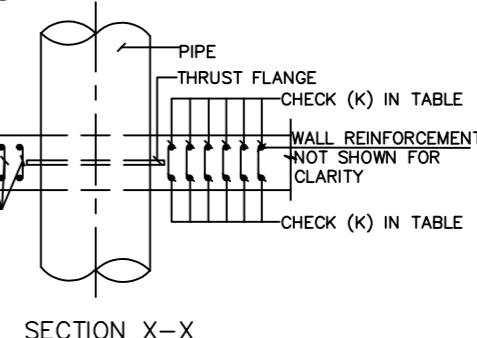 PIPE
THRUST FLANGE
CHECK (K) IN TABLE
WALL REINFORCEMENT
NOT SHOWN FOR
CLARITY
CHECK (K) IN TABLE
SECTION X-X